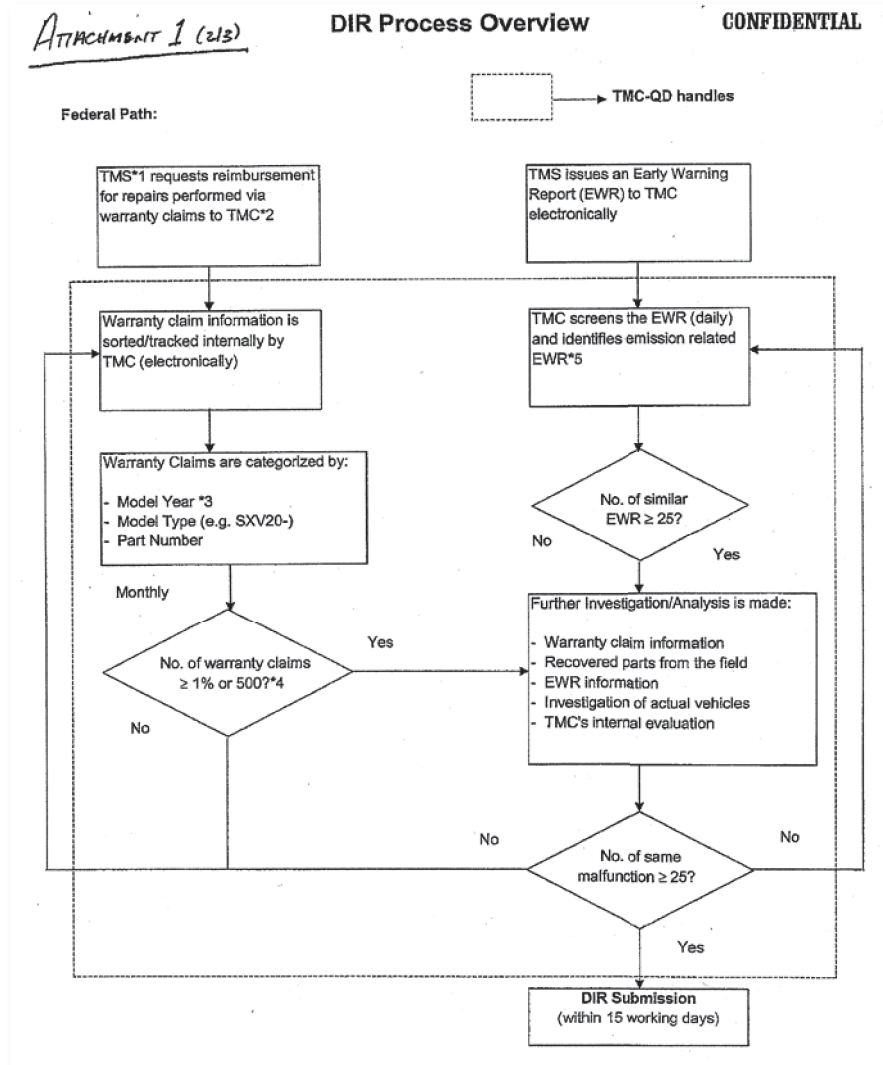 ATTACHMENT 1 (2/3)
DIR Process Overview
CONFIDENTIAL
TMC-QD handles
Federal Path:
TMS*1 requests reimbursement
for repairs performed via
warranty claims to TMC*2
TMS issues an Early Warning
Report (EWR) to TMC
electronically
Warranty claim information is
sorted/tracked internally by
TMC (electronically)
TMC screens the EWR (daily)
and identifies emission related
EWR*5
Warranty Claims are categorized by:
- Model Year *3
- Model Type (e.g. SXV20-)
- Part Number
No. of similar
EWR ≥ 25?
No
Yes
Monthly
No. of warranty claims
≥ 1% or 500?*4
Yes
No
Further Investigation/Analysis is made:
- Warranty claim information
- Recovered parts from the field
- EWR information
- Investigation of actual vehicles
- TMC's internal evaluation
No
No. of same
malfunction ≥ 25?
No
Yes
DIR Submission
(within 15 working days)